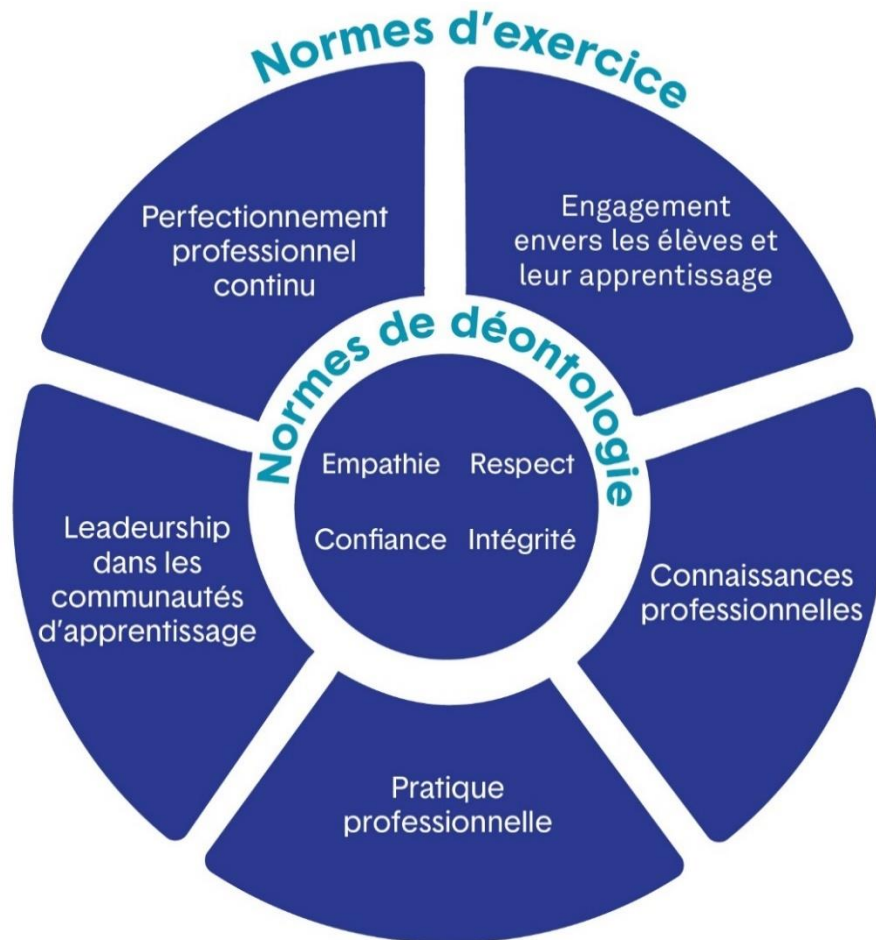 Normes d'exercice
Perfectionnement
professionnel
continu
Engagement
envers les élèves et
leur apprentissage
Normes de déontologie
Empathie Respect
Confiance Intégrité
Leadeurship
dans les
communautés
d'apprentissage
Connaissances
professionnelles
Pratique
professionnelle